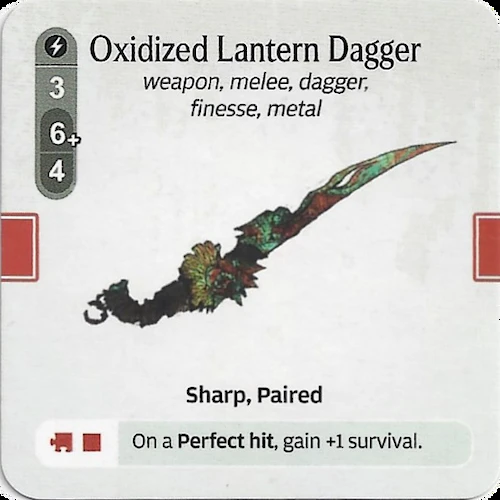 Oxidized Lantern Dagger
weapon, melee, dagger,
finesse, metal
3
6+
4
Sharp, Paired
On a Perfect hit, gain +1 survival.